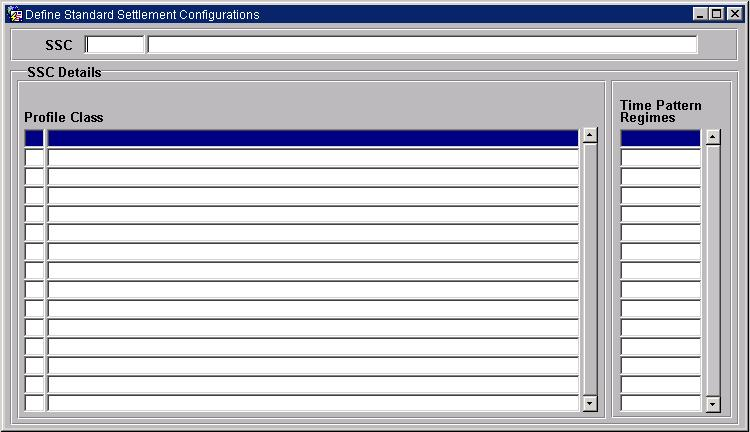 Define Standard Settlement Configurations
SSC
SSC Details
Profile Class
Time Pattern
Regimes